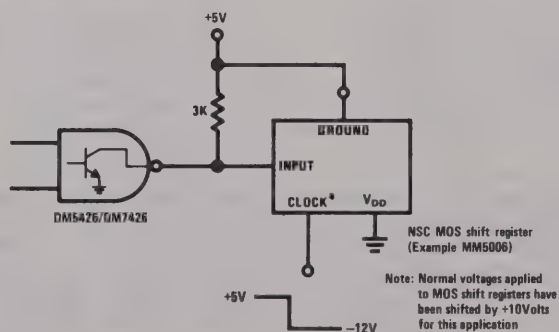 +5V
3K
GROUND
INPUT
CLOCK*
VDD
DM5426/DM7426
NSC MOS shift register
(Example MM5006)
+5V
−12V
Note: Normal voltages applied
to MOS shift registers have
been shifted by +10Volts
for this application